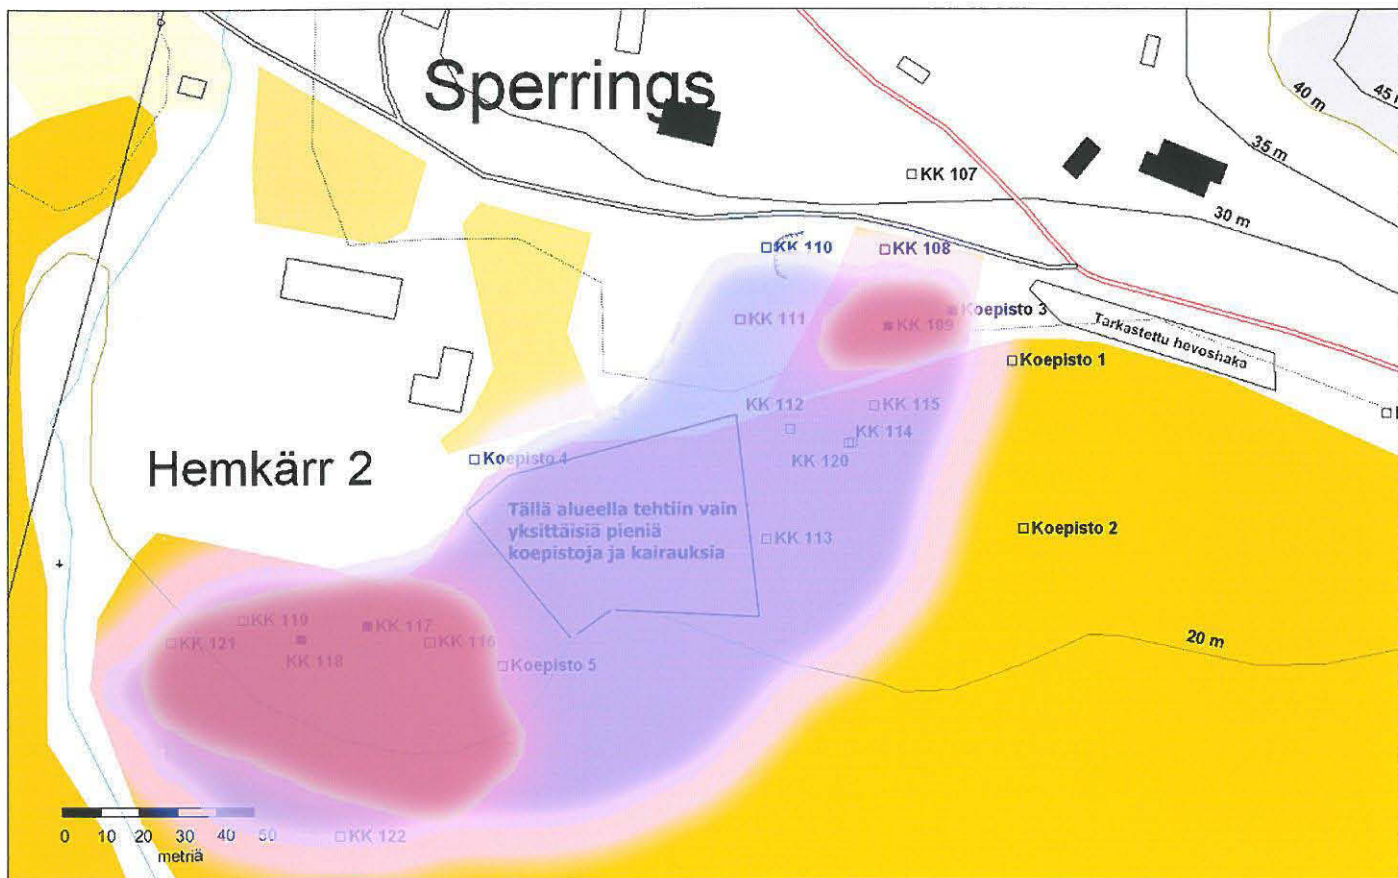 Sperrings
40 m
45 m
35 m
KK 107
30 m
KK 110
KK 108
KK 111
KK 109
Koepisto 3
Tarkastettu hevoshaka
Koepisto 1
KK 112
KK 115
KK 114
KK 120
Koepisto 4
Hemkärr 2
Tällä alueella tehtiin vain
yksittäisiä pieniä
koepistoja ja kairauksia
KK 113
Koepisto 2
KK 119
KK 117
KK 121
KK 116
KK 118
Koepisto 5
20 m
0 10 20 30 40 50
metriä
KK 122